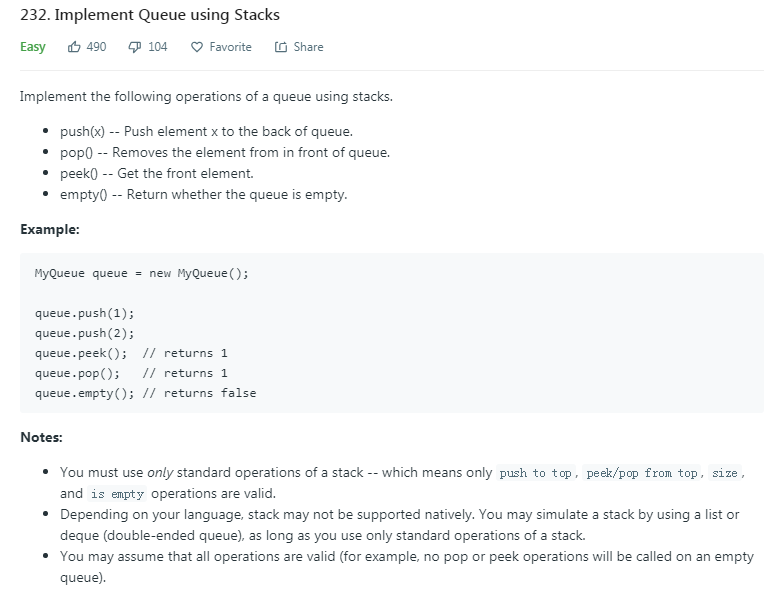 232. Implement Queue using Stacks
Easy 490 104 Favorite Share
Implement the following operations of a queue using stacks.
• push(x) -- Push element x to the back of queue.
• pop() -- Removes the element from in front of queue.
• peek() -- Get the front element.
• empty() -- Return whether the queue is empty.
Example:
MyQueue queue = new MyQueue();
queue.push(1);
queue.push(2);
queue.peek();  // returns 1
queue.pop();   // returns 1
queue.empty(); // returns false
Notes:
• You must use only standard operations of a stack -- which means only push to top, peek/pop from top, size,
and is empty operations are valid.
• Depending on your language, stack may not be supported natively. You may simulate a stack by using a list or
deque (double-ended queue), as long as you use only standard operations of a stack.
• You may assume that all operations are valid (for example, no pop or peek operations will be called on an empty
queue).